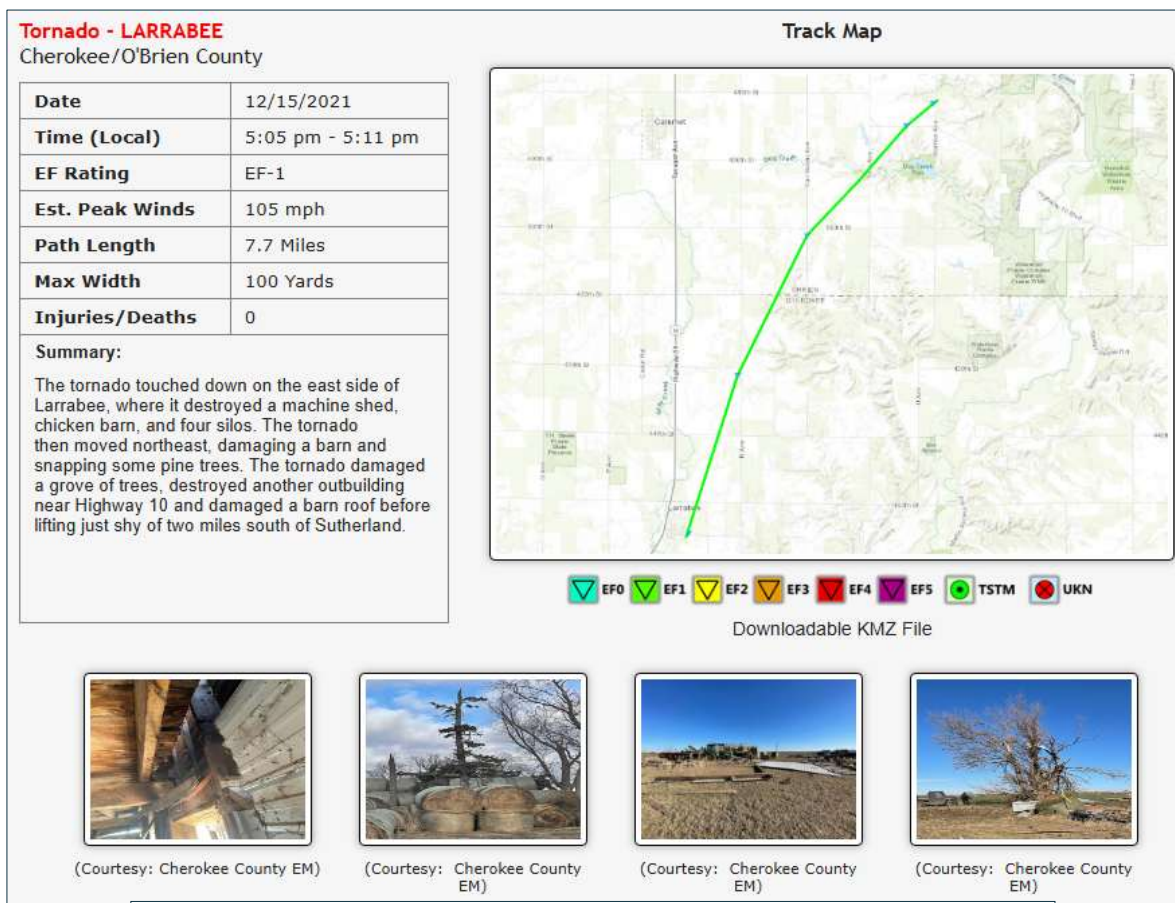 Tornado - LARRABEE
Cherokee/O'Brien County
Date 12/15/2021
Time (Local) 5:05 pm - 5:11 pm
EF Rating EF-1
Est. Peak Winds 105 mph
Path Length 7.7 Miles
Max Width 100 Yards
Injuries/Deaths 0
Summary:
The tornado touched down on the east side of
Larrabee, where it destroyed a machine shed,
chicken barn, and four silos. The tornado
then moved northeast, damaging a barn and
snapping some pine trees. The tornado damaged
a grove of trees, destroyed another outbuilding
near Highway 10 and damaged a barn roof before
lifting just shy of two miles south of Sutherland.
Track Map
Calumet
EF0 EF1 EF2 EF3 EF4 EF5 TSTM UKN
Downloadable KMZ File
(Courtesy: Cherokee County EM)
(Courtesy: Cherokee County
EM)
(Courtesy: Cherokee County
EM)
(Courtesy: Cherokee County
EM)